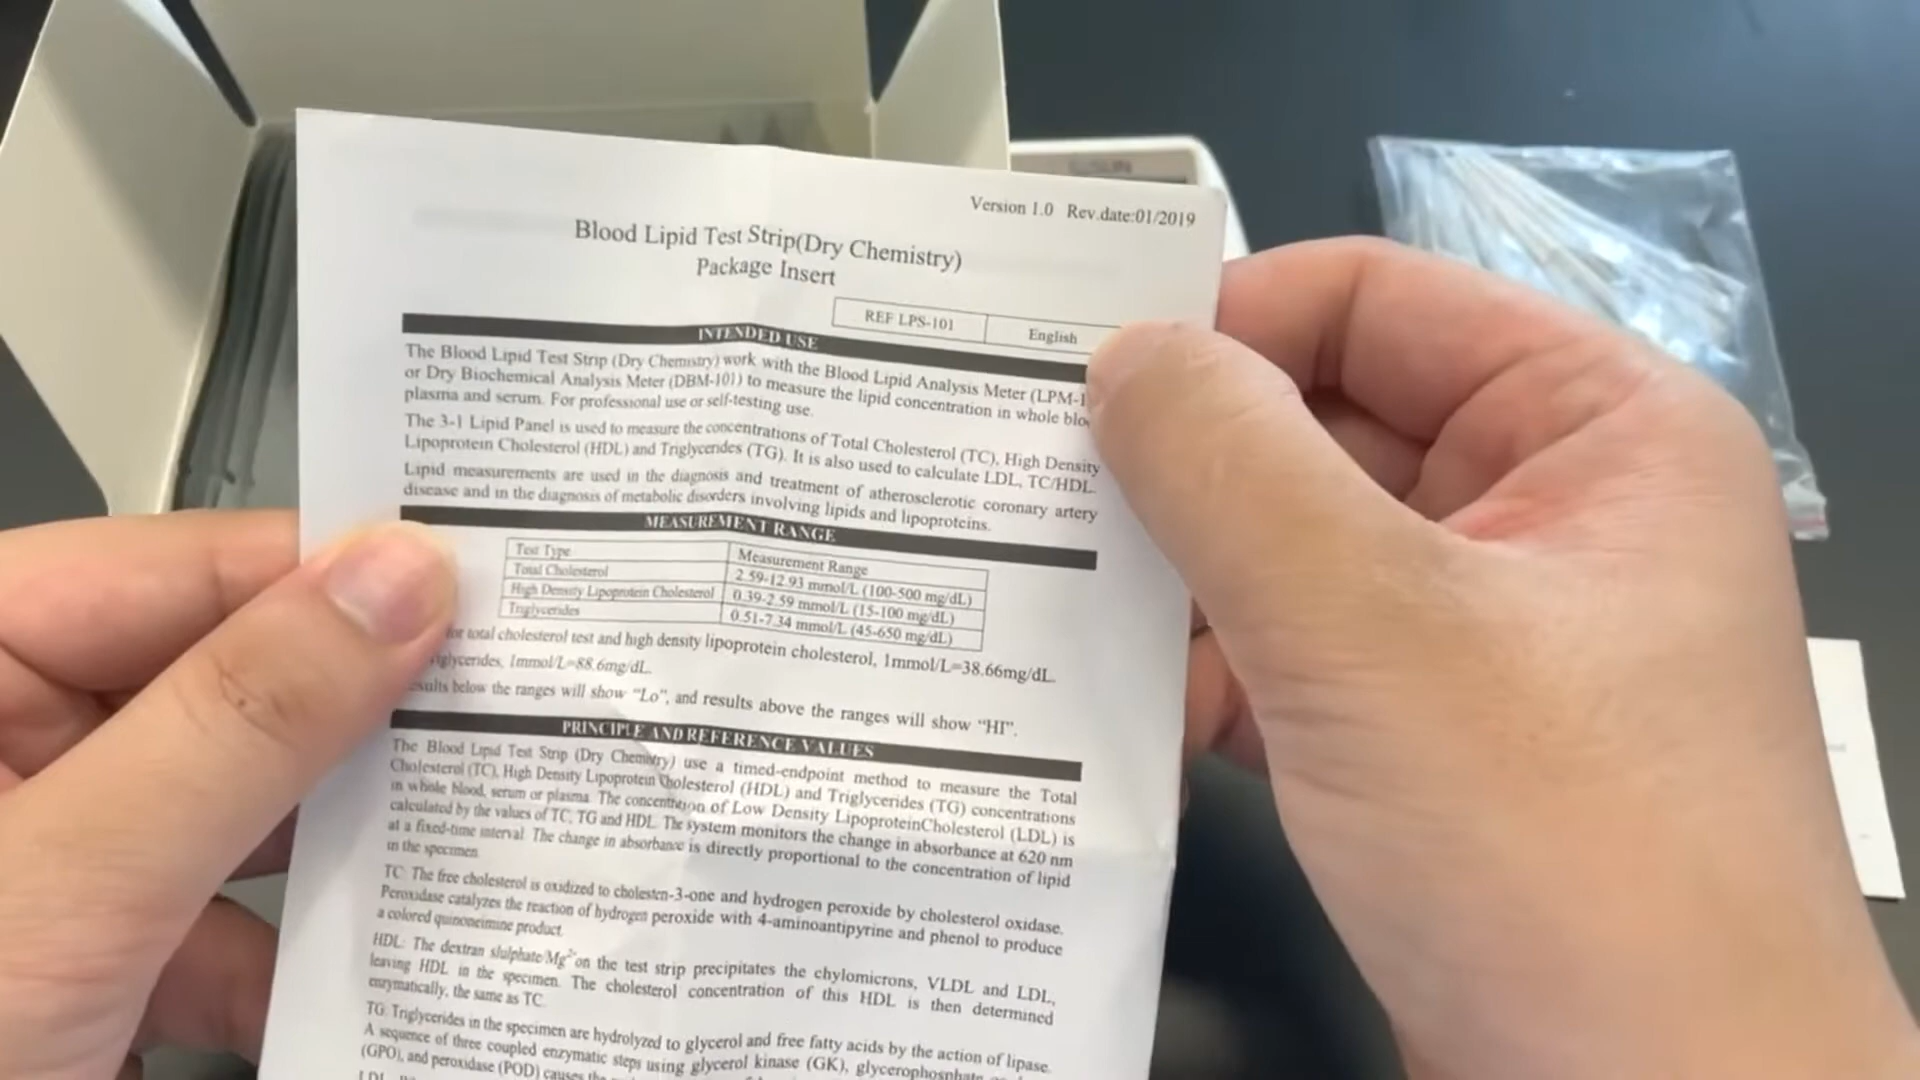 Version 1.0 Rev.date:01/2019
Blood Lipid Test Strip(Dry Chemistry)
Package Insert
REF LPS-101 English
INTENDED USE
The Blood Lipid Test Strip (Dry Chemistry) work with the Blood Lipid Analysis Meter (LPM-1
or Dry Biochemical Analysis Meter (DBM-101) to measure the lipid concentration in whole bloo
plasma and serum. For professional use or self-testing use.
The 3-1 Lipid Panel is used to measure the concentrations of Total Cholesterol (TC), High Density
Lipoprotein Cholesterol (HDL) and Triglycendes (TG). It is also used to calculate LDL, TC/HDL.
Lipid measurements are used in the diagnosis and treatment of atherosclerotic coronary artery
disease and in the diagnosis of metabolic disorders involving lipids and lipoproteins.
MEASUREMENT RANGE
Test Type Measurement Range
Total Cholesterol 2.59-12.93 mmol/L (100-500 mg/dL)
High Density Lipoprotein Cholesterol 0.39-2.59 mmol/L (15-100 mg/dL)
Triglycerides 0.51-7.34 mmol/L (45-650 mg/dL)
for total cholesterol test and high density lipoprotein cholesterol, 1mmol/L=38.66mg/dL.
iglycerides, 1mmol/L=88.6mg/dL.
esults below the ranges will show “Lo”, and results above the ranges will show “HI”.
PRINCIPLE AND REFERENCE VALUES
The Blood Lipid Test Strip (Dry Chemistry) use a timed-endpoint method to measure the Total
Cholesterol (TC), High Density Lipoprotein Cholesterol (HDL) and Triglycerides (TG) concentrations
in whole blood, serum or plasma. The concentrition of Low Density LipoproteinCholesterol (LDL) is
calculated by the values of TC, TG and HDL. The system monitors the change in absorbance at 620 nm
at a fixed-time interval. The change in absorbance is directly proportional to the concentration of lipid
in the specimen.
TC: The free cholesterol is oxidized to cholesten-3-one and hydrogen peroxide by cholesterol oxidase.
Peroxidase catalyzes the reaction of hydrogen peroxide with 4-aminoantipyrine and phenol to produce
a colored quinoneimine product.
HDL: The dextran slulphate/Mg²⁺on the test strip precipitates the chylomicrons, VLDL and LDL,
leaving HDL in the specimen. The cholesterol concentration of this HDL is then determined
enzymatically, the same as TC.
TG: Triglycerides in the specimen are hydrolyzed to glycerol and free fatty acids by the action of lipase.
A sequence of three coupled enzymatic steps using glycerol kinase (GK), glycerophosphate
(GPO), and peroxidase (POD) causes the